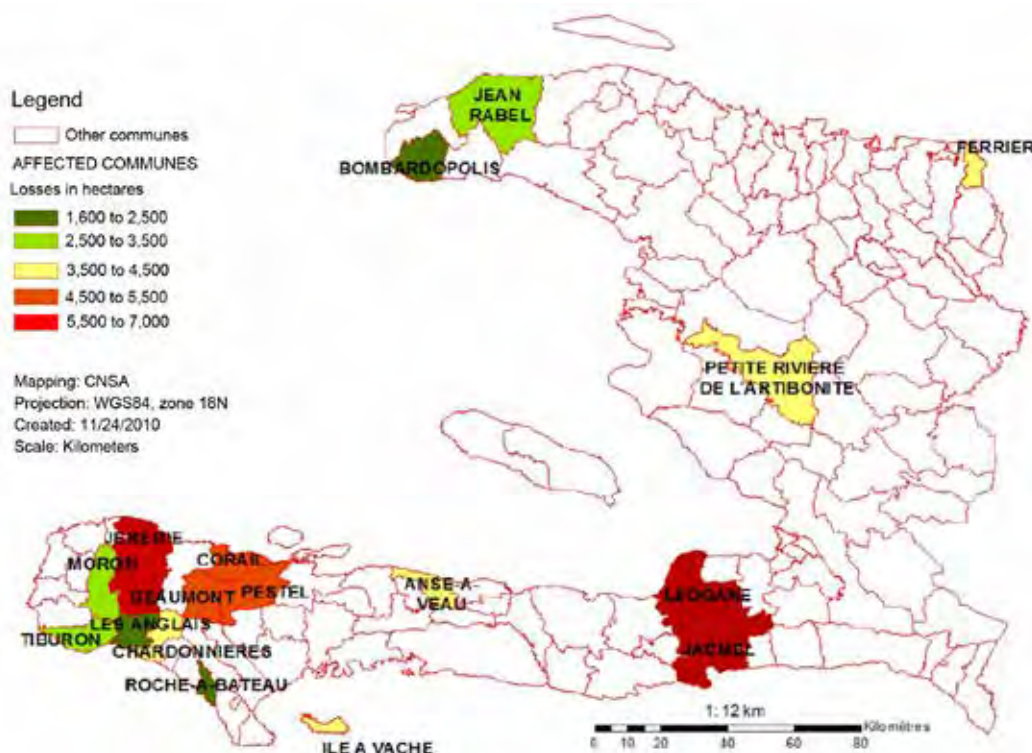 Legend
Other communes
AFFECTED COMMUNES
Losses in hectares
1,600 to 2,500
2,500 to 3,500
3,500 to 4,500
4,500 to 5,500
5,500 to 7,000
Mapping: CNSA
Projection: WGS84, zone 18N
Created: 11/24/2010
Scale: Kilometers
JEAN
RABEL
BOMBARDOPOLIS
FERRIER
PETITE RIVIERE
DE L'ARTIBONITE
JEREMIE
MORON
CORAIL
BEAUMONT
PESTEL
ANSE-A-
VEAU
LES ANGLAIS
TIBURON
CHARDONNIERES
ROCHE-A-BATEAU
ILE A VACHE
LEOGANE
JACMEL
1: 12 km
Kilomètres
0 10 20 40 60 80